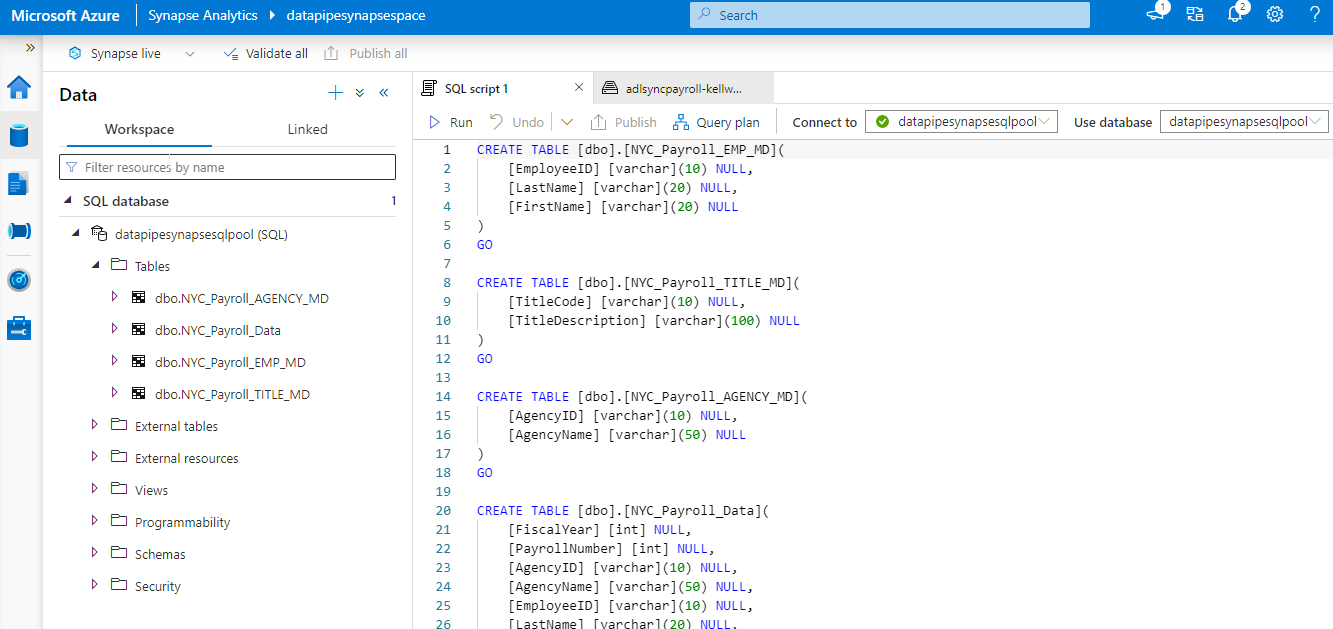 Microsoft Azure Synapse Analytics datapipesynapsespace Search 1 2 ?
Synapse live Validate all Publish all
Data
Workspace Linked
Filter resources by name
SQL database 1
datapipesynapsesqlpool (SQL)
Tables
dbo.NYC_Payroll_AGENCY_MD
dbo.NYC_Payroll_Data
dbo.NYC_Payroll_EMP_MD
dbo.NYC_Payroll_TITLE_MD
External tables
External resources
Views
Programmability
Schemas
Security
SQL script 1 adlsyncpayroll-kellw...
Run Undo Publish Query plan Connect to datapipesynapsesqlpool Use database datapipesynapsesqlpool
1 CREATE TABLE [dbo].[NYC_Payroll_EMP_MD](
2 [EmployeeID] [varchar](10) NULL,
3 [LastName] [varchar](20) NULL,
4 [FirstName] [varchar](20) NULL
5 )
6 GO
7
8 CREATE TABLE [dbo].[NYC_Payroll_TITLE_MD](
9 [TitleCode] [varchar](10) NULL,
10 [TitleDescription] [varchar](100) NULL
11 )
12 GO
13
14 CREATE TABLE [dbo].[NYC_Payroll_AGENCY_MD](
15 [AgencyID] [varchar](10) NULL,
16 [AgencyName] [varchar](50) NULL
17 )
18 GO
19
20 CREATE TABLE [dbo].[NYC_Payroll_Data](
21 [FiscalYear] [int] NULL,
22 [PayrollNumber] [int] NULL,
23 [AgencyID] [varchar](10) NULL,
24 [AgencyName] [varchar](50) NULL,
25 [EmployeeID] [varchar](10) NULL,
26 [LastName] [varchar](20) NULL,